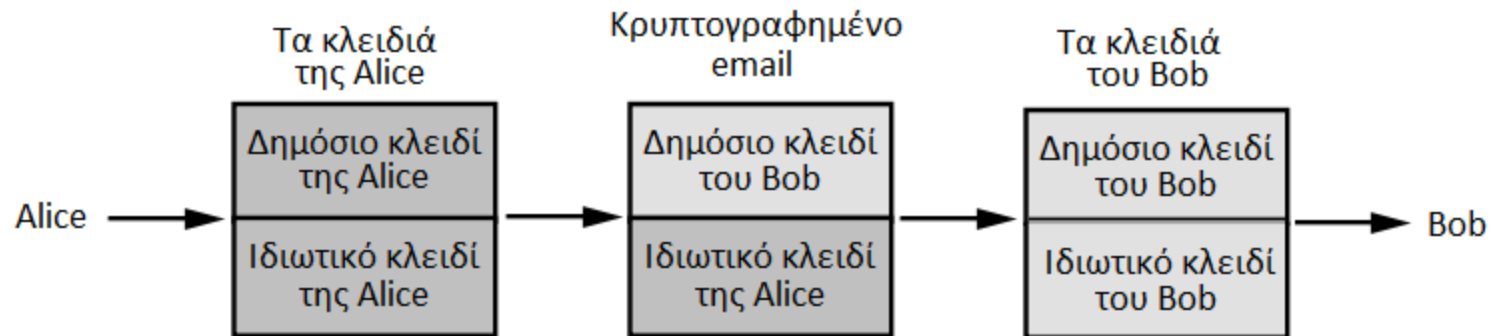 Τα κλειδιά
της Alice
Κρυπτογραφημένο
email
Τα κλειδιά
του Bob
Alice
Δημόσιο κλειδί
της Alice
Ιδιωτικό κλειδί
της Alice
Δημόσιο κλειδί
του Bob
Ιδιωτικό κλειδί
της Alice
Δημόσιο κλειδί
του Bob
Ιδιωτικό κλειδί
του Bob
Bob